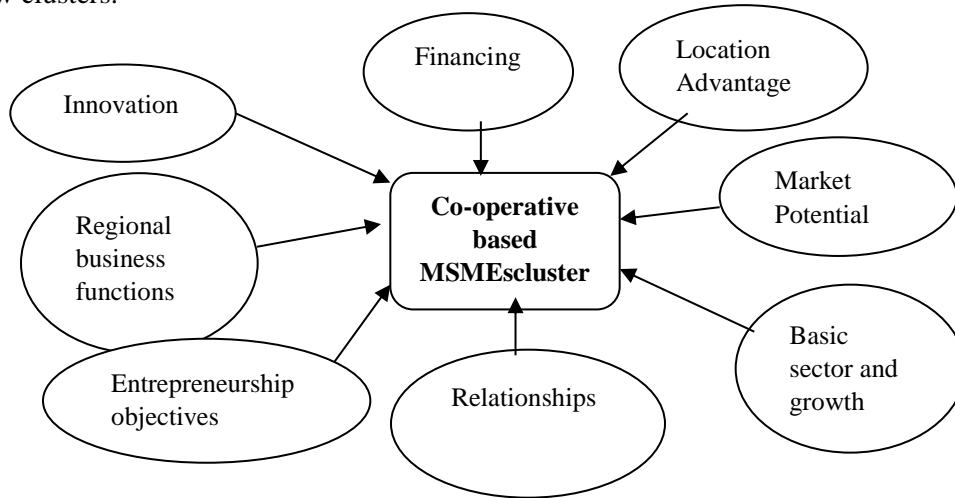 Financing
Location
Advantage
Innovation
Market
Potential
Co-operative
based
MSMEscluster
Regional
business
functions
Basic
sector and
growth
Entrepreneurship
objectives
Relationships